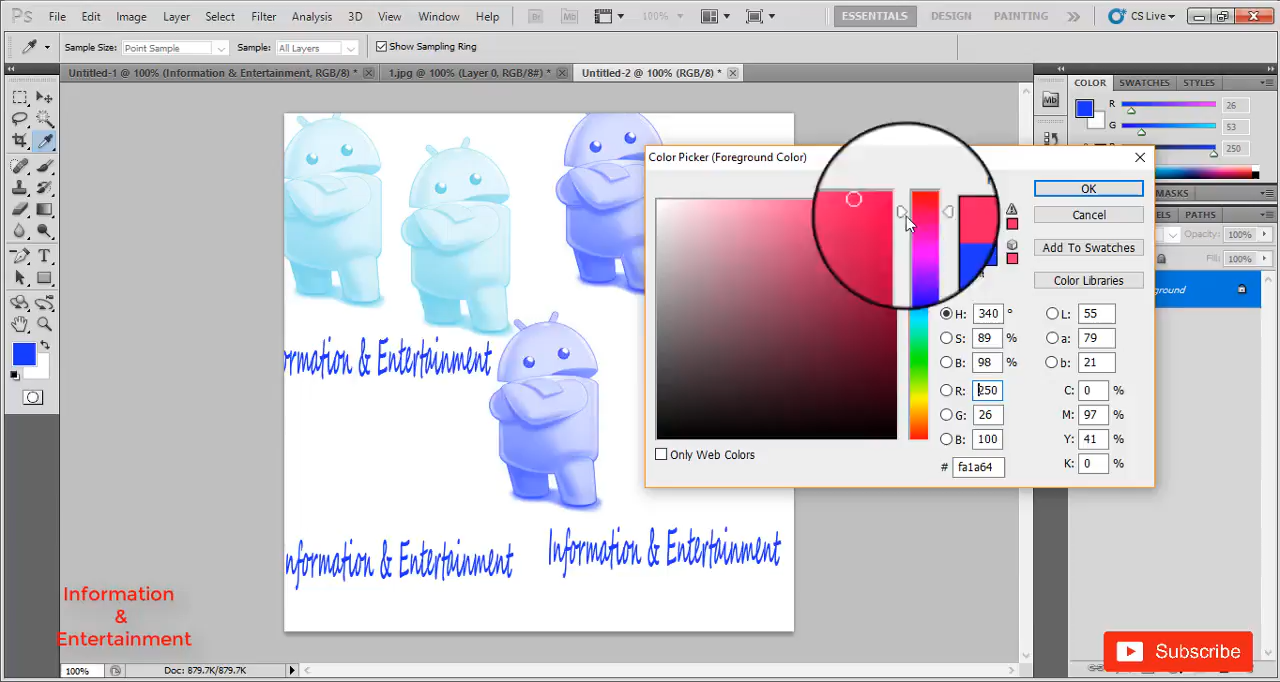 Ps File Edit Image Layer Select Filter Analysis 3D View Window Help Br Mb 100% ESSENTIALS DESIGN PAINTING CS Live
Sample Size: Point Sample Sample: All Layers Show Sampling Ring
Untitled-1 @ 100% (Information & Entertainment, RGB/8) * 1.jpg @ 100% (Layer 0, RGB/8#) * Untitled-2 @ 100% (RGB/8) *
COLOR SWATCHES STYLES
Mb
R 26
G 53
250
MASKS
PATHS
Opacity: 100%
Fill: 100%
Color Picker (Foreground Color)
OK
Cancel
Add To Swatches
Color Libraries
H: 340 °
S: 89 %
B: 98 %
R: 250
G: 26
B: 100
# fa1a64
L: 55
a: 79
b: 21
C: 0 %
M: 97 %
Y: 41 %
K: 0 %
Only Web Colors
nformation & Entertainment
nformation & Entertainment
Information & Entertainment
Information
&
Entertainment
Subscribe
100% Doc: 879.7K/879.7K